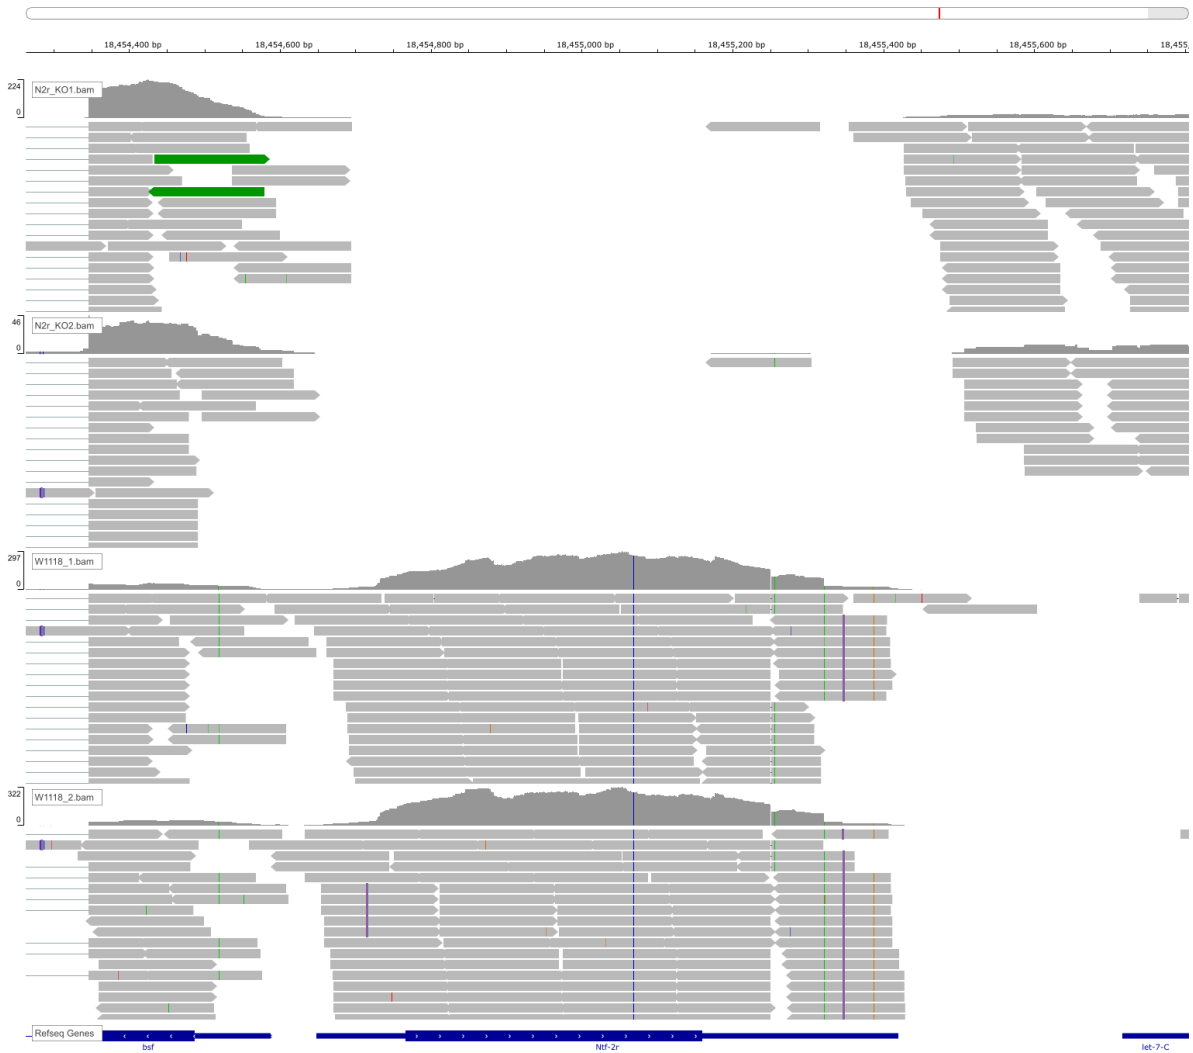 18,454,400 bp 18,454,600 bp 18,454,800 bp 18,455,000 bp 18,455,200 bp 18,455,400 bp 18,455,600 bp 18,455,
224
N2r_KO1.bam
0
46
N2r_KO2.bam
0
297
W1118_1.bam
0
322
W1118_2.bam
0
Refseq Genes
bsf Ntf-2r let-7-C